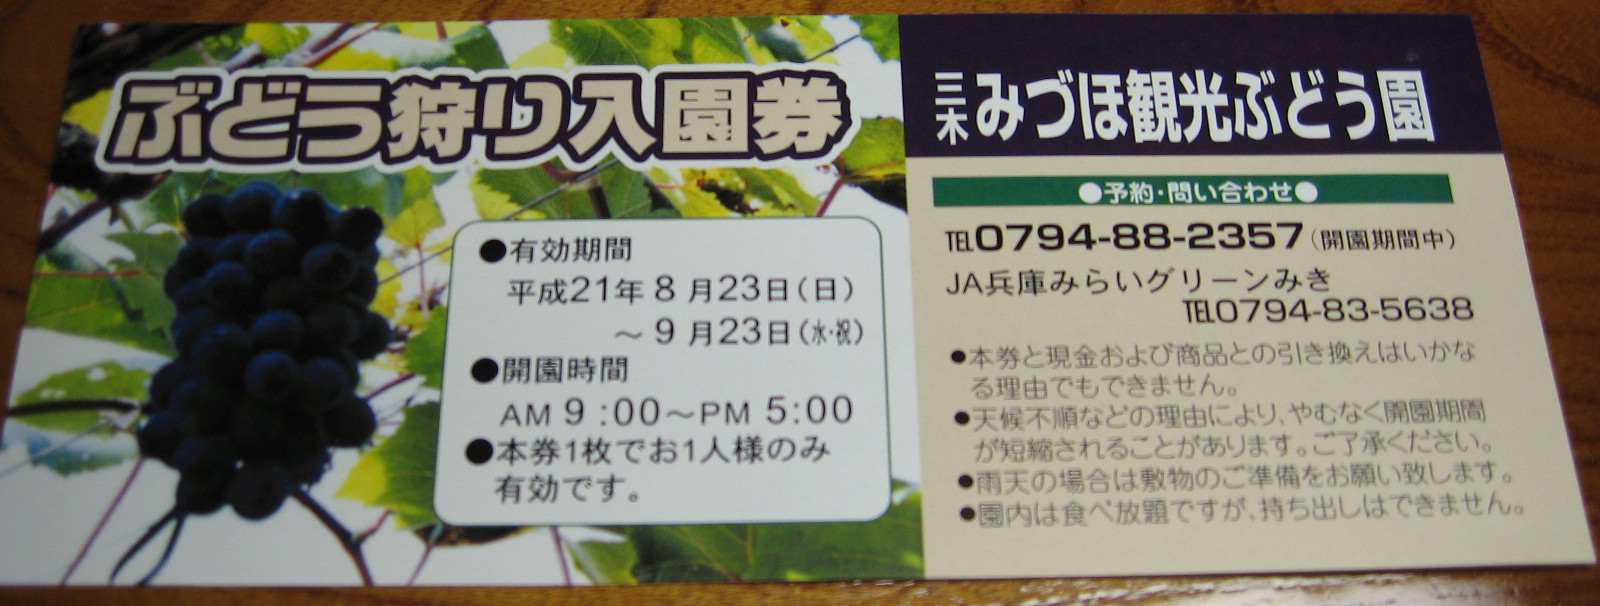 ぶどう狩り入園券
●有効期間
平成21年 8 月23日(日)
～ 9 月23日(水・祝)
●開園時間
AM 9 :00～PM 5:00
●本券1枚でお1人様のみ
有効です。
三木みづほ観光ぶどう園
●予約・問い合わせ●
TEL0794-88-2357(開園期間中)
JA兵庫みらいグリーンみき
TEL0794-83-5638
●本券と現金および商品との引き換えはいかな
る理由でもできません。
●天候不順などの理由により、やむなく開園期間
が短縮されることがあります。ご了承ください。
●雨天の場合は敷物のご準備をお願い致します。
●園内は食べ放題ですが、持ち出しはできません。